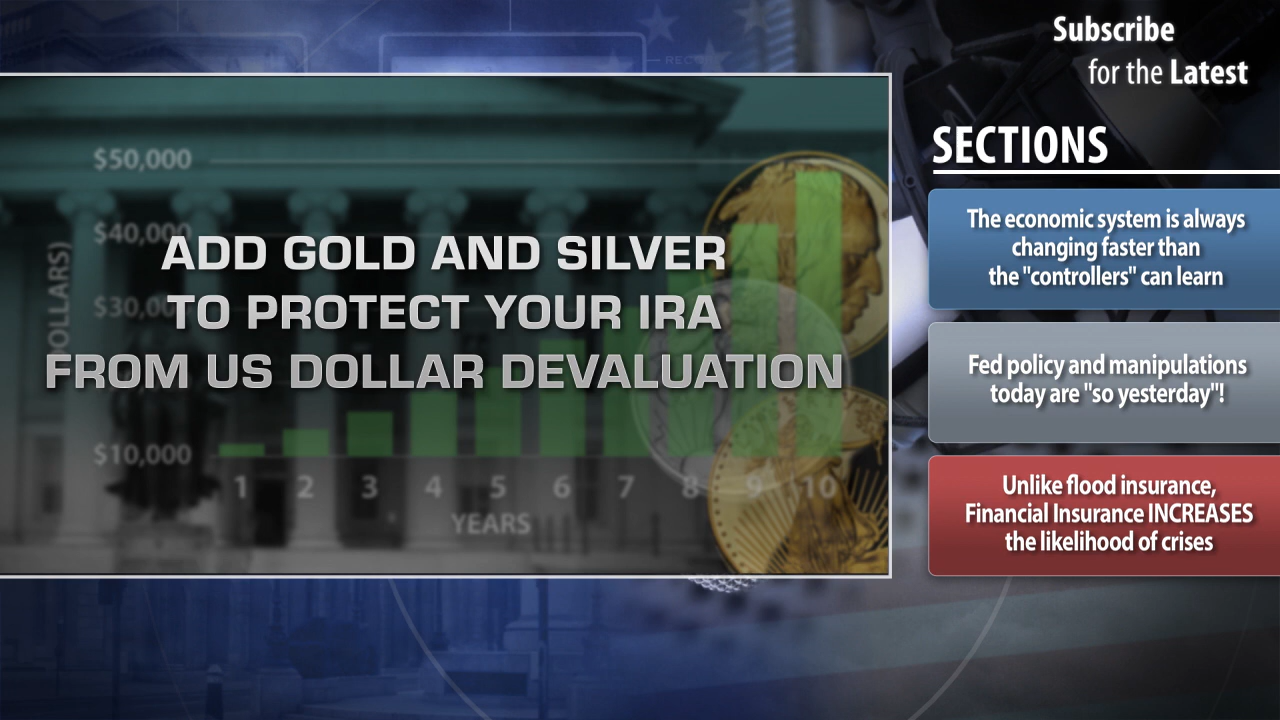 Subscribe
for the Latest
RECO
SECTIONS
The economic system is always
changing faster than
the "controllers" can learn
Fed policy and manipulations
today are "so yesterday"!
Unlike flood insurance,
Financial Insurance INCREASES
the likelihood of crises
ADD GOLD AND SILVER
TO PROTECT YOUR IRA
FROM US DOLLAR DEVALUATION
$50,000
$40,000
$30,000
$10,000
DOLLARS)
1 2 3 4 5 6 7 8 9 10
YEARS